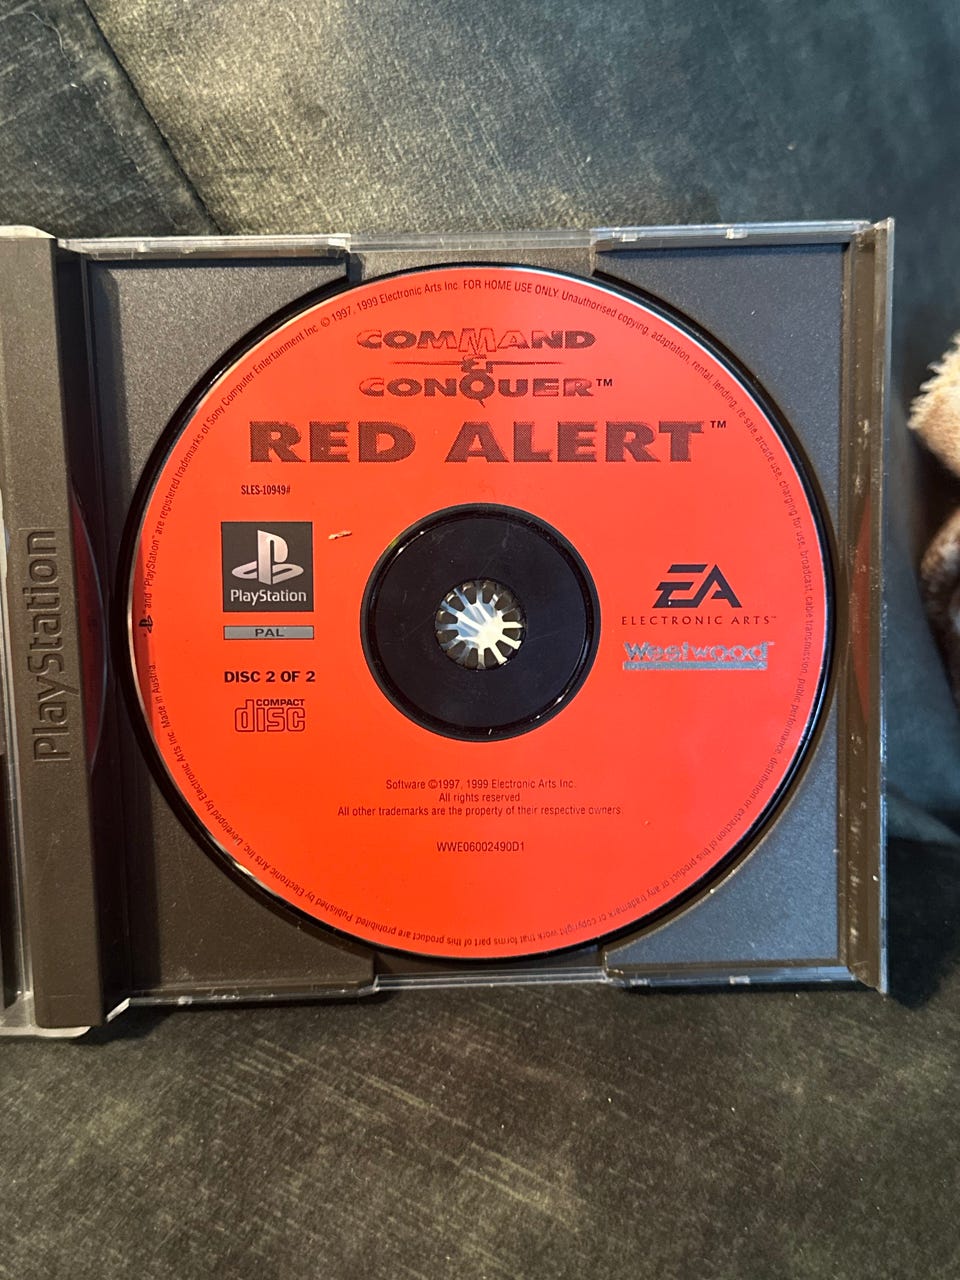 PlayStation
and "PlayStation" are registered trademarks of Sony Computer Entertainment Inc. © 1997, 1999 Electronic Arts Inc. FOR HOME USE ONLY. Unauthorised copying, adaptation, rental, lending, re-sale, arcade use, charging for use, broadcast, cable transmission, public performance, distribution or extraction of this product or any trademark or copyright work that forms part of this product are prohibited. Published by Electronic Arts Inc. Developed by Electronic Arts Inc. Made in Austria.
COMMAND
&
CONQUER™
RED ALERT™
SLES-10949#
PlayStation
PAL
DISC 2 OF 2
COMPACT
disc
EA
ELECTRONIC ARTS™
Westwood™
Software ©1997, 1999 Electronic Arts Inc.
All rights reserved.
All other trademarks are the property of their respective owners.
WWE06002490D1